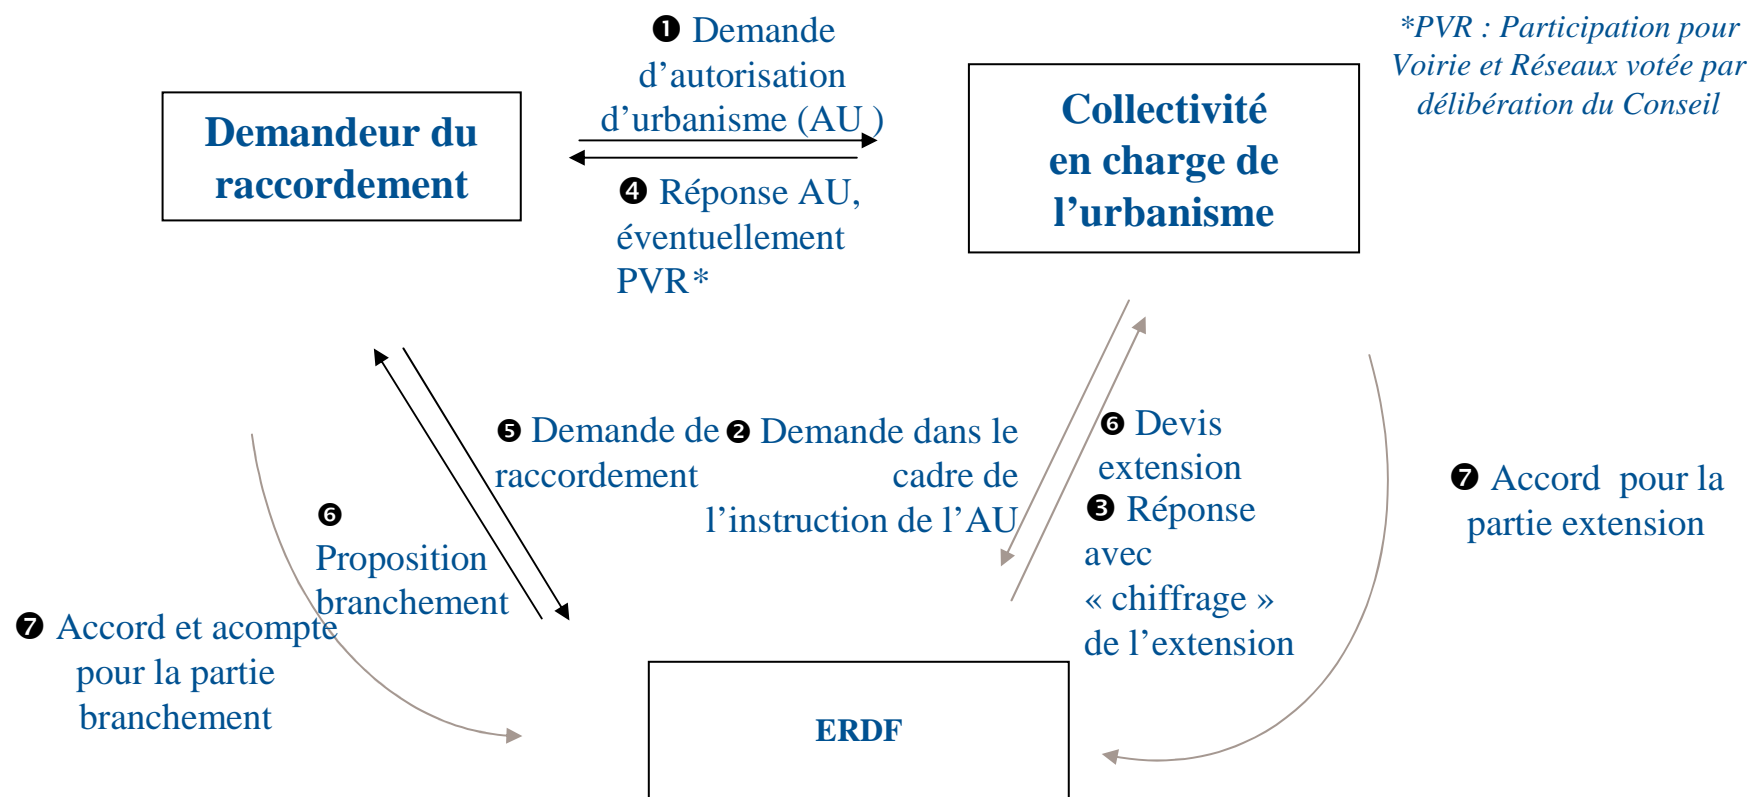 ❶ Demande
d’autorisation
d’urbanisme (AU )
*PVR : Participation pour
Voirie et Réseaux votée par
délibération du Conseil
Demandeur du
raccordement
Collectivité
en charge de
l’urbanisme
❹ Réponse AU,
éventuellement
PVR*
❺ Demande de
raccordement
❷ Demande dans le
cadre de
l’instruction de l’AU
❻ Devis
extension
❸ Réponse
avec
« chiffrage »
de l’extension
❼ Accord pour la
partie extension
❻
Proposition
branchement
❼ Accord et acompte
pour la partie
branchement
ERDF